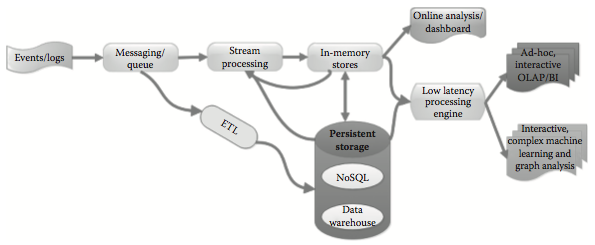 Events/logs
Messaging/
queue
Stream
processing
In-memory
stores
Online analysis/
dashboard
Low latency
processing
engine
Ad-hoc,
interactive
OLAP/BI
Interactive,
complex machine
learning and
graph analysis
ETL
Persistent
storage
NoSQL
Data
warehouse